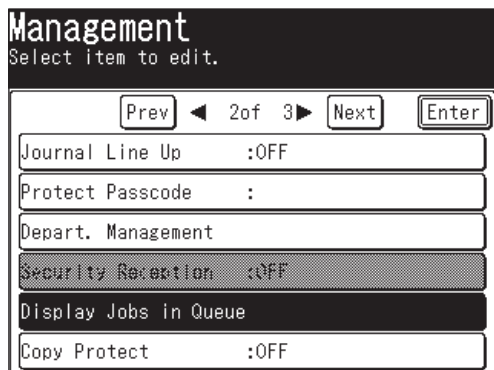 Management
Select item to edit.
Prev ◀ 2of 3▶ Next Enter
Journal Line Up :OFF
Protect Passcode :
Depart. Management
Security Reception :OFF
Display Jobs in Queue
Copy Protect :OFF